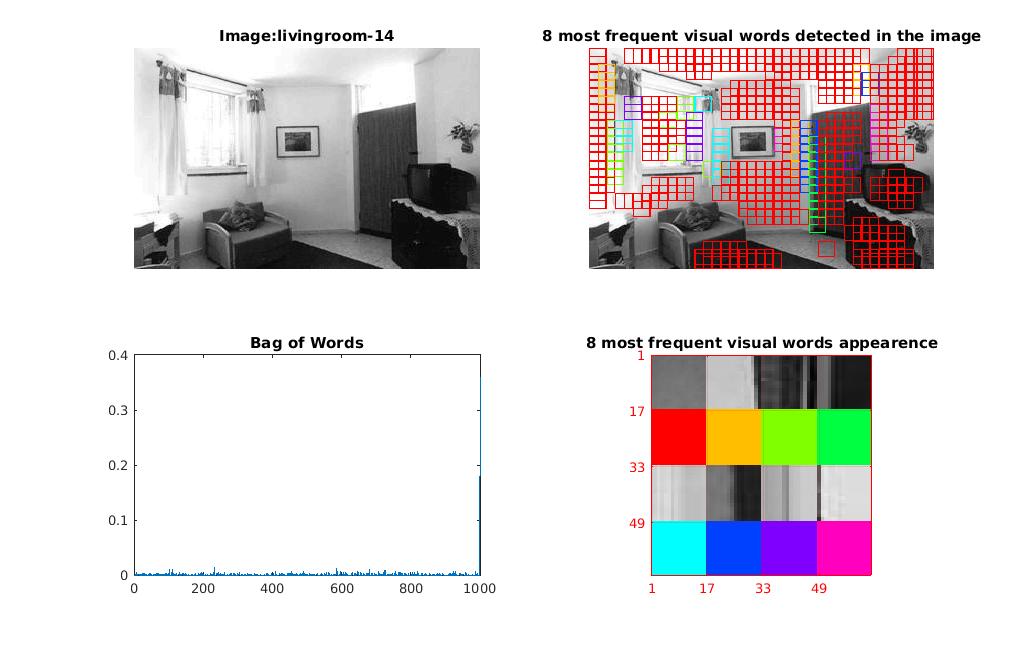 Image:livingroom-14
8 most frequent visual words detected in the image
Bag of Words
0.4
0.3
0.2
0.1
0
0 200 400 600 800 1000
8 most frequent visual words appearence
1
17
33
49
1 17 33 49